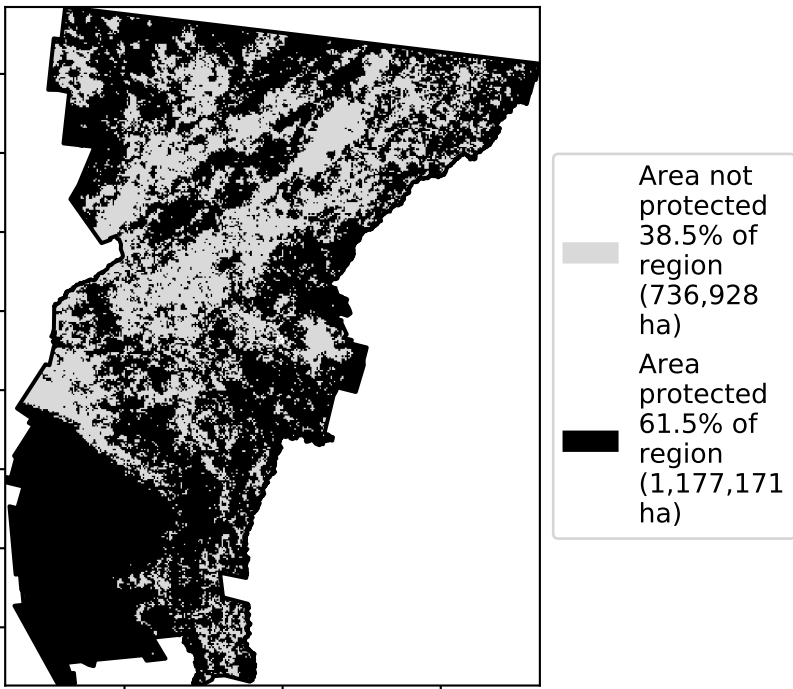 Area not
protected
38.5% of
region
(736,928
ha)
Area
protected
61.5% of
region
(1,177,171
ha)